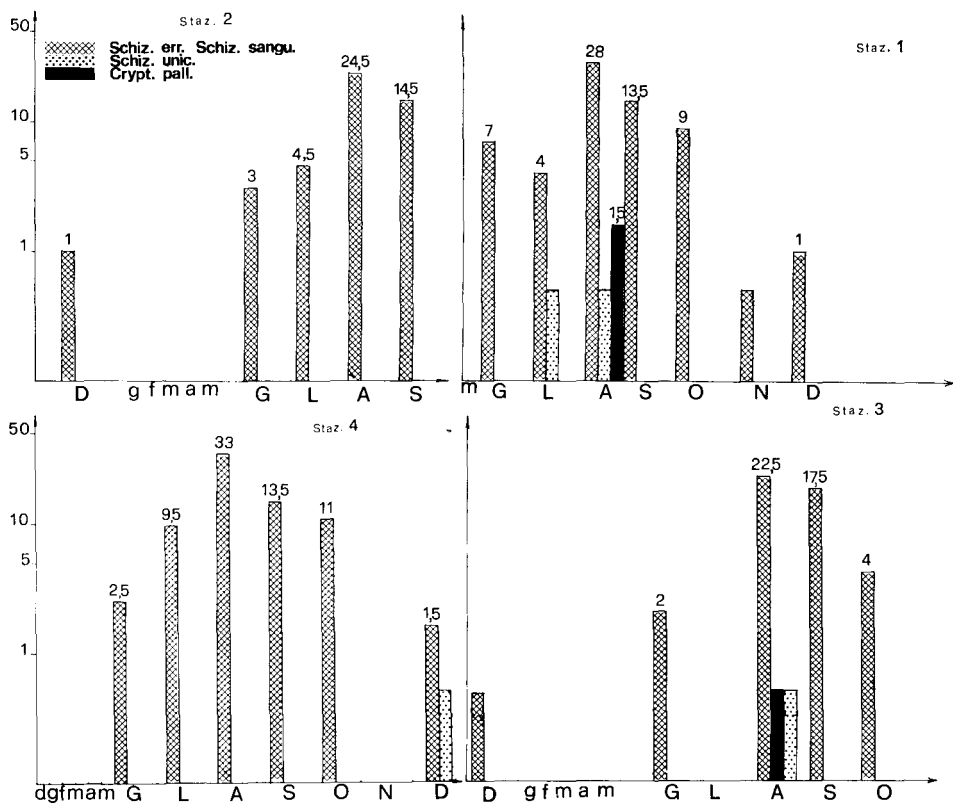 Staz. 2
50
10
5
1
Schiz. err. Schiz. sangu.
Schiz. unic.
Crypt. pall.
1
3
4,5
24,5
14,5
D g f m a m G L A S
Staz. 1
7
4
28
1,5
13,5
9
1
m G L A S O N D
Staz. 4
50
10
5
1
2,5
9,5
33
13,5
11
1,5
d g f m a m G L A S O N D
Staz. 3
2
22,5
17,5
4
D g f m a m G L A S O